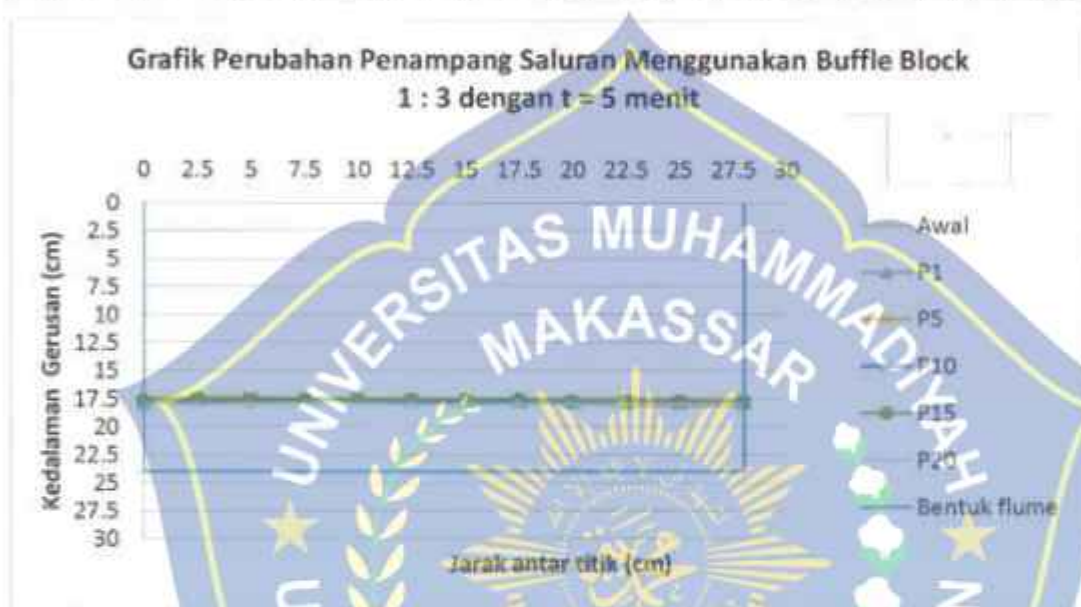 Grafik Perubahan Penampang Saluran Menggunakan Buffle Block
1 : 3 dengan t = 5 menit
0 2.5 5 7.5 10 12.5 15 17.5 20 22.5 25 27.5 30
Kedalaman Gerusan (cm)
0
2.5
5
7.5
10
12.5
15
17.5
20
22.5
25
27.5
30
Jarak antar titik (cm)
Awal
P1
P5
P10
P15
P20
Bentuk flume
UNIVERSITAS MUHAMMADIYAH
MAKASSAR